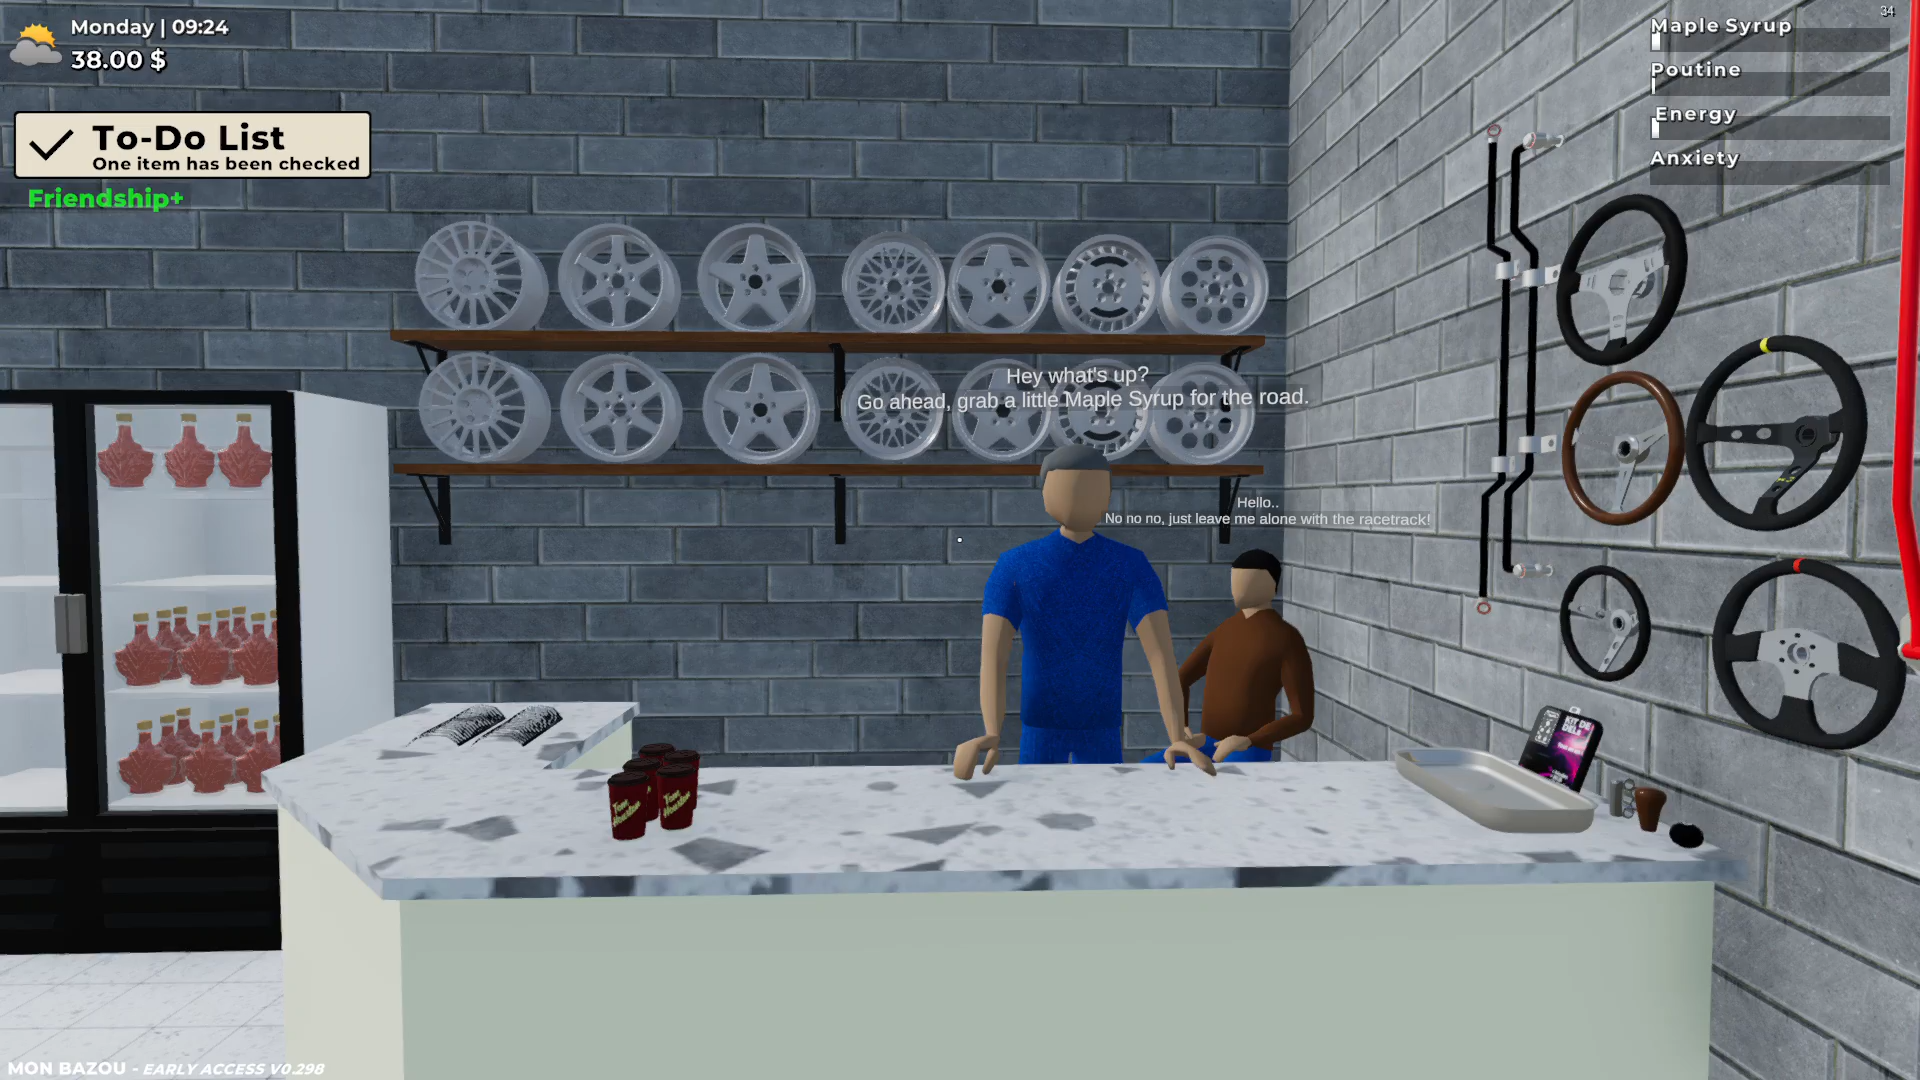 Monday | 09:24
38.00 $
To-Do List
One item has been checked
Friendship+
34
Maple Syrup
Poutine
Energy
Anxiety
Hey what's up?
Go ahead, grab a little Maple Syrup for the road.
Hello..
No no no, just leave me alone with the racetrack!
MON BAZOU - EARLY ACCESS V0.298